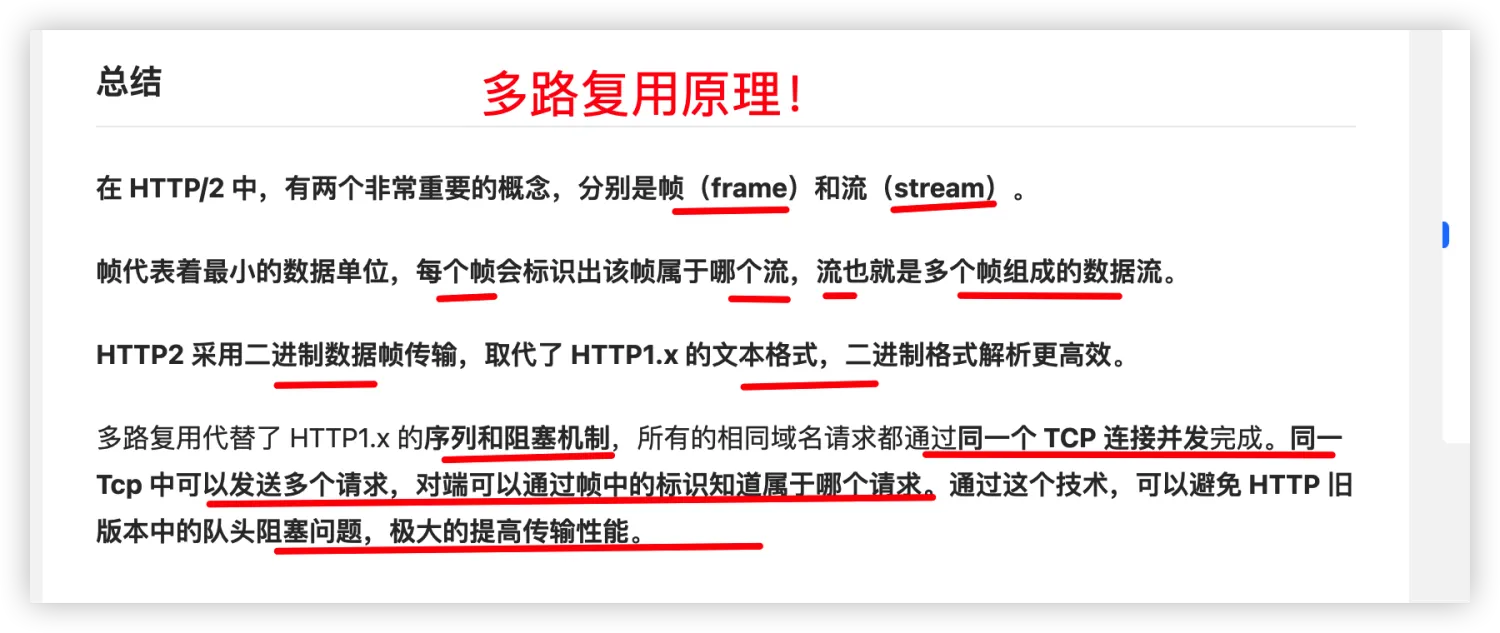 总结
多路复用原理！
在 HTTP/2 中，有两个非常重要的概念，分别是帧（frame）和流（stream）。
帧代表着最小的数据单位，每个帧会标识出该帧属于哪个流，流也就是多个帧组成的数据流。
HTTP2 采用二进制数据帧传输，取代了 HTTP1.x 的文本格式，二进制格式解析更高效。
多路复用代替了 HTTP1.x 的序列和阻塞机制，所有的相同域名请求都通过同一个 TCP 连接并发完成。同一
Tcp 中可以发送多个请求，对端可以通过帧中的标识知道属于哪个请求。通过这个技术，可以避免 HTTP 旧
版本中的队头阻塞问题，极大的提高传输性能。